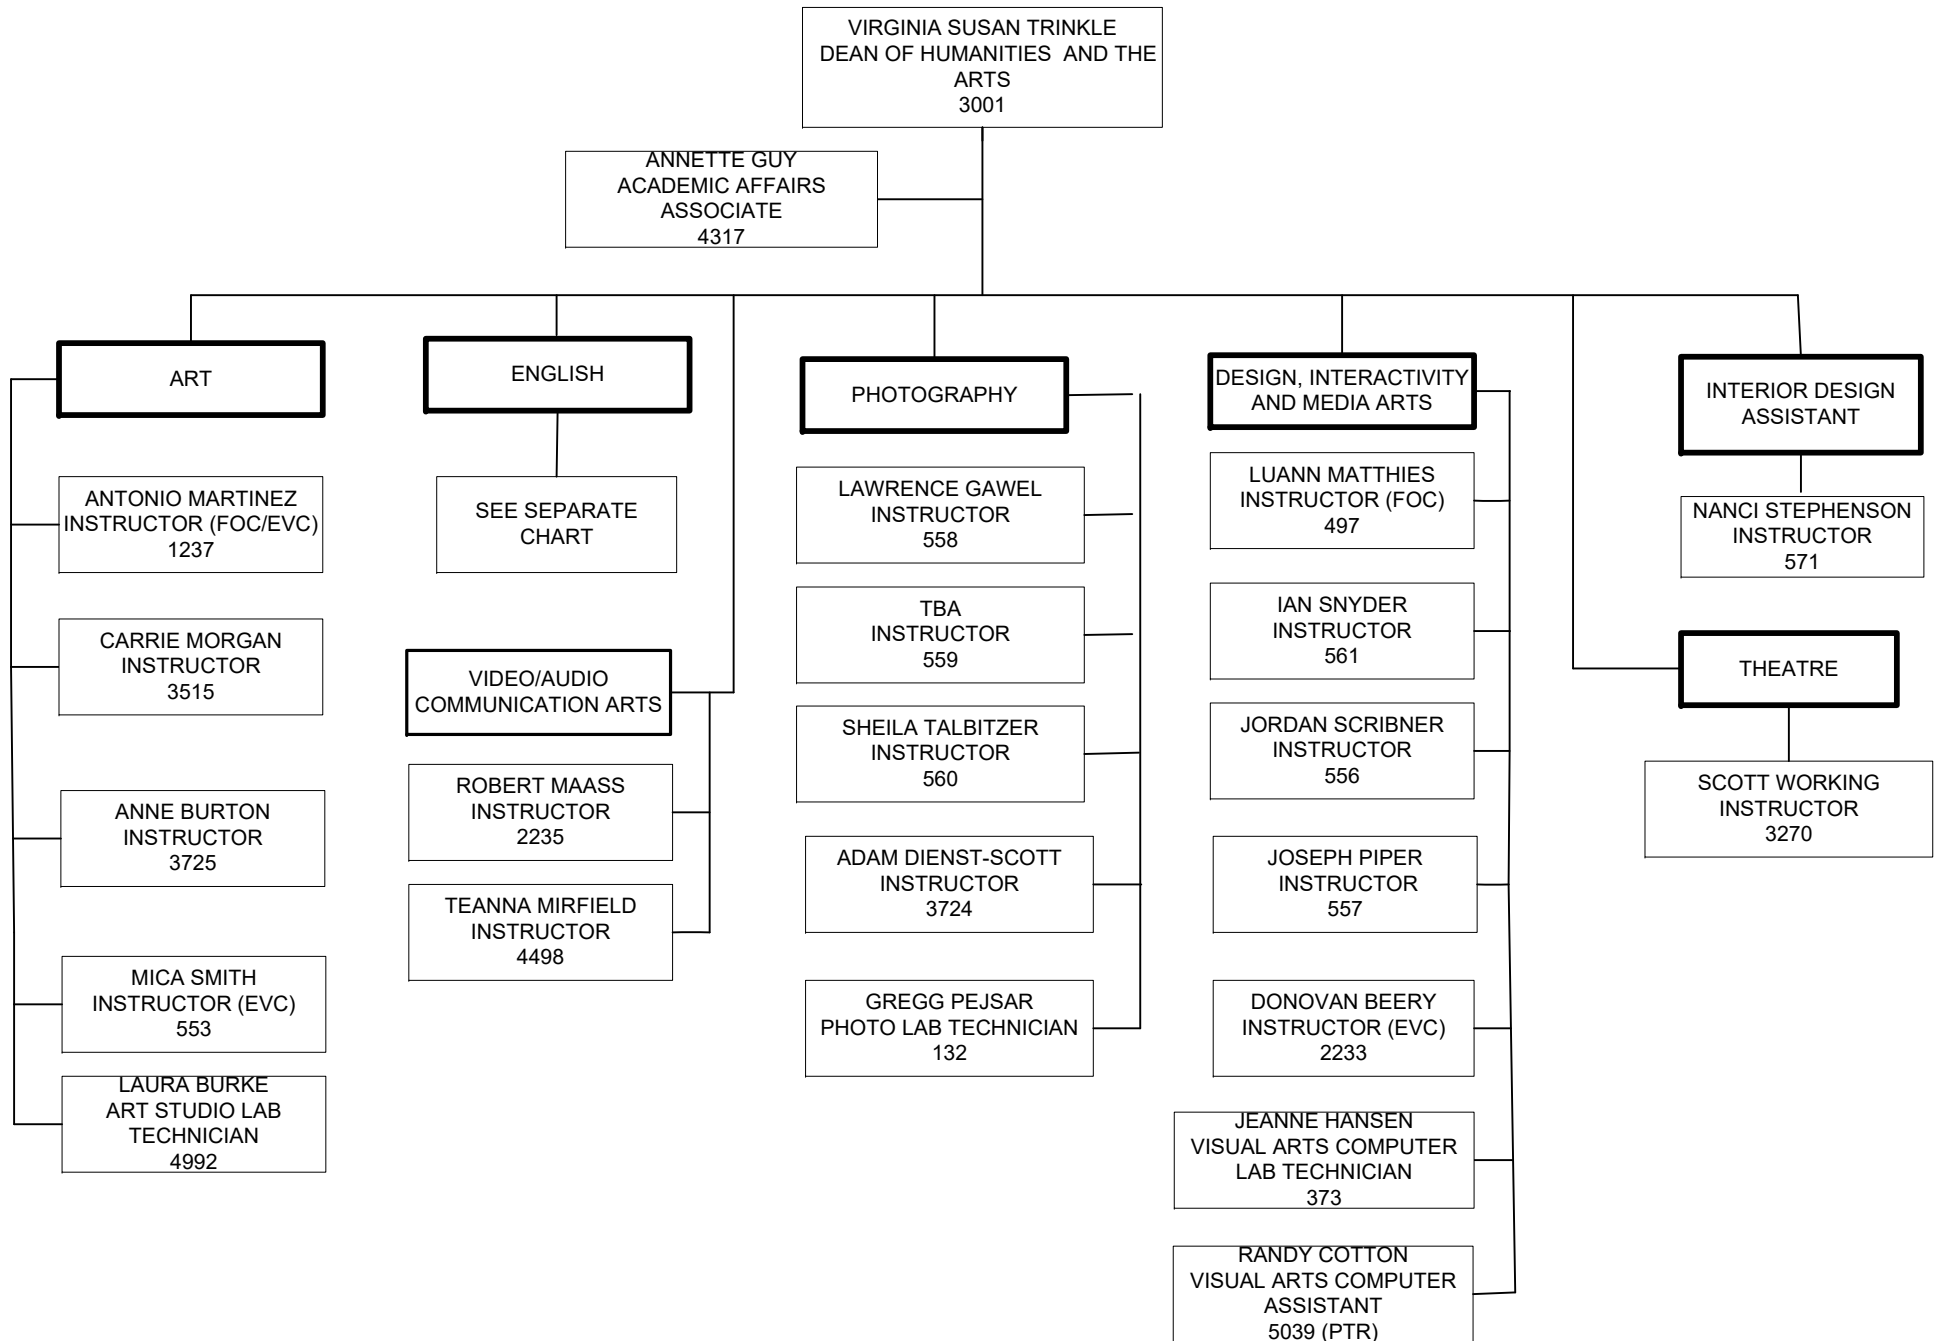 VIRGINIA SUSAN TRINKLE
DEAN OF HUMANITIES AND THE
ARTS
3001
ANNETTE GUY
ACADEMIC AFFAIRS
ASSOCIATE
4317
ART
ANTONIO MARTINEZ
INSTRUCTOR (FOC/EVC)
1237
CARRIE MORGAN
INSTRUCTOR
3515
ANNE BURTON
INSTRUCTOR
3725
MICA SMITH
INSTRUCTOR (EVC)
553
LAURA BURKE
ART STUDIO LAB
TECHNICIAN
4992
ENGLISH
SEE SEPARATE
CHART
VIDEO/AUDIO
COMMUNICATION ARTS
ROBERT MAASS
INSTRUCTOR
2235
TEANNA MIRFIELD
INSTRUCTOR
4498
PHOTOGRAPHY
LAWRENCE GAWEL
INSTRUCTOR
558
TBA
INSTRUCTOR
559
SHEILA TALBITZER
INSTRUCTOR
560
ADAM DIENST-SCOTT
INSTRUCTOR
3724
GREGG PEJSAR
PHOTO LAB TECHNICIAN
132
DESIGN, INTERACTIVITY
AND MEDIA ARTS
LUANN MATTHIES
INSTRUCTOR (FOC)
497
IAN SNYDER
INSTRUCTOR
561
JORDAN SCRIBNER
INSTRUCTOR
556
JOSEPH PIPER
INSTRUCTOR
557
DONOVAN BEERY
INSTRUCTOR (EVC)
2233
JEANNE HANSEN
VISUAL ARTS COMPUTER
LAB TECHNICIAN
373
RANDY COTTON
VISUAL ARTS COMPUTER
ASSISTANT
5039 (PTR)
INTERIOR DESIGN
ASSISTANT
NANCI STEPHENSON
INSTRUCTOR
571
THEATRE
SCOTT WORKING
INSTRUCTOR
3270